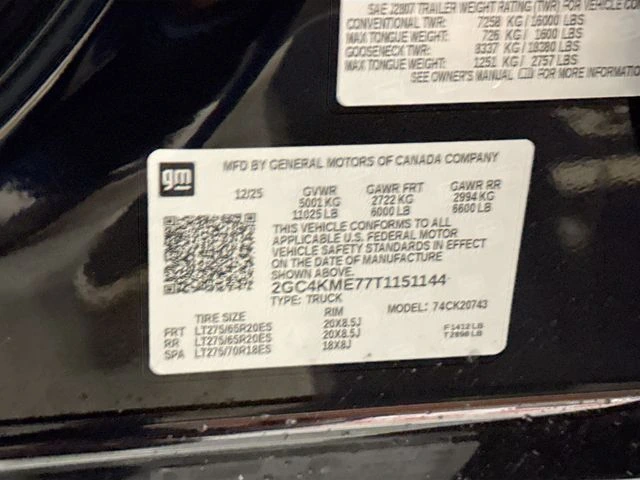 SAE J2807 TRAILER WEIGHT RATING (TWR) FOR VEHICLE CO
CONVENTIONAL TWR: 7258 KG/16000 LBS
MAX TONGUE WEIGHT: 726 KG/ 1600 LBS
GOOSENECK TWR: 8337 KG/18380 LBS
MAX TONGUE WEIGHT: 1251 KG/ 2757 LBS
SEE OWNER'S MANUAL FOR MORE INFORMATIO
gm
MFD BY GENERAL MOTORS OF CANADA COMPANY
12/25 GVWR GAWR FRT GAWR RR
5001 KG 2722 KG 2994 KG
11025 LB 6000 LB 6600 LB
THIS VEHICLE CONFORMS TO ALL
APPLICABLE U.S. FEDERAL MOTOR
VEHICLE SAFETY STANDARDS IN EFFECT
ON THE DATE OF MANUFACTURE
SHOWN ABOVE.
2GC4KME77T1151144
TYPE: TRUCK MODEL: 74CK20743
TIRE SIZE RIM
FRT LT275/65R20ES 20X8.5J F1412LB
RR LT275/65R20ES 20X8.5J T2898LB
SPA LT275/70R18ES 18X8J